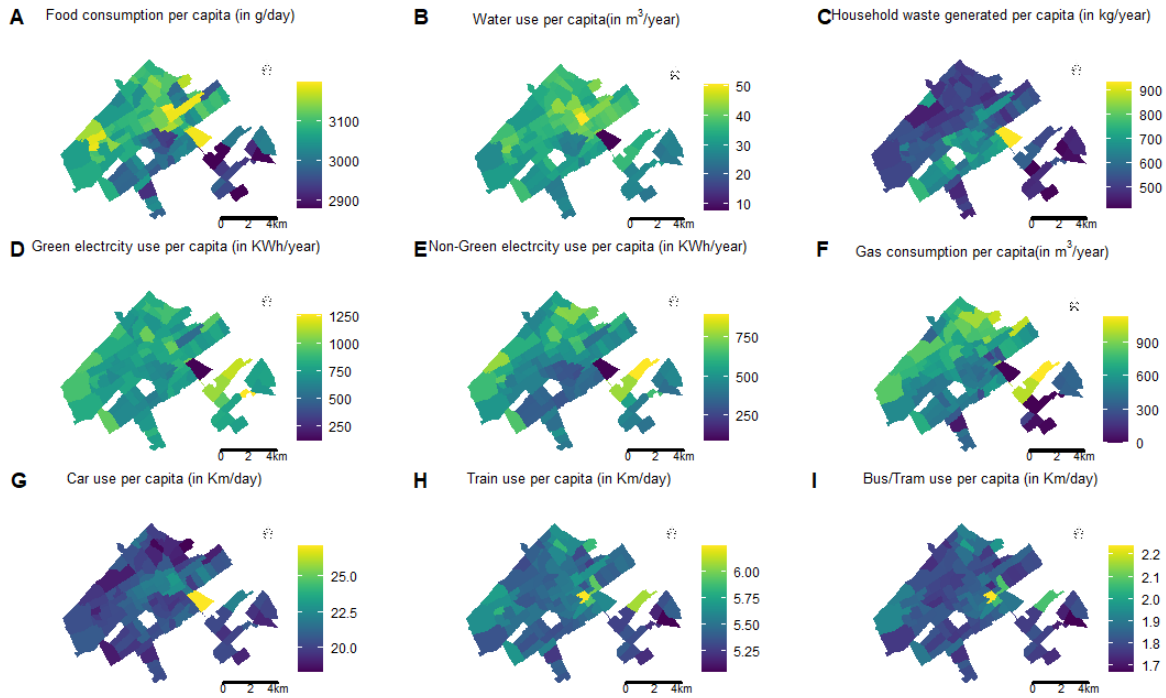 A Food consumption per capita (in g/day)
3100
3000
2900
0 2 4km
B Water use per capita(in m³/year)
50
40
30
20
10
0 2 4km
C Household waste generated per capita (in kg/year)
900
800
700
600
500
0 2 4km
D Green electrcity use per capita (in KWh/year)
1250
1000
750
500
250
0 2 4km
E Non-Green electrcity use per capita (in KWh/year)
750
500
250
0 2 4km
F Gas consumption per capita(in m³/year)
900
600
300
0
0 2 4km
G Car use per capita (in Km/day)
25.0
22.5
20.0
0 2 4km
H Train use per capita (in Km/day)
6.00
5.75
5.50
5.25
0 2 4km
I Bus/Tram use per capita (in Km/day)
2.2
2.1
2.0
1.9
1.8
1.7
0 2 4km